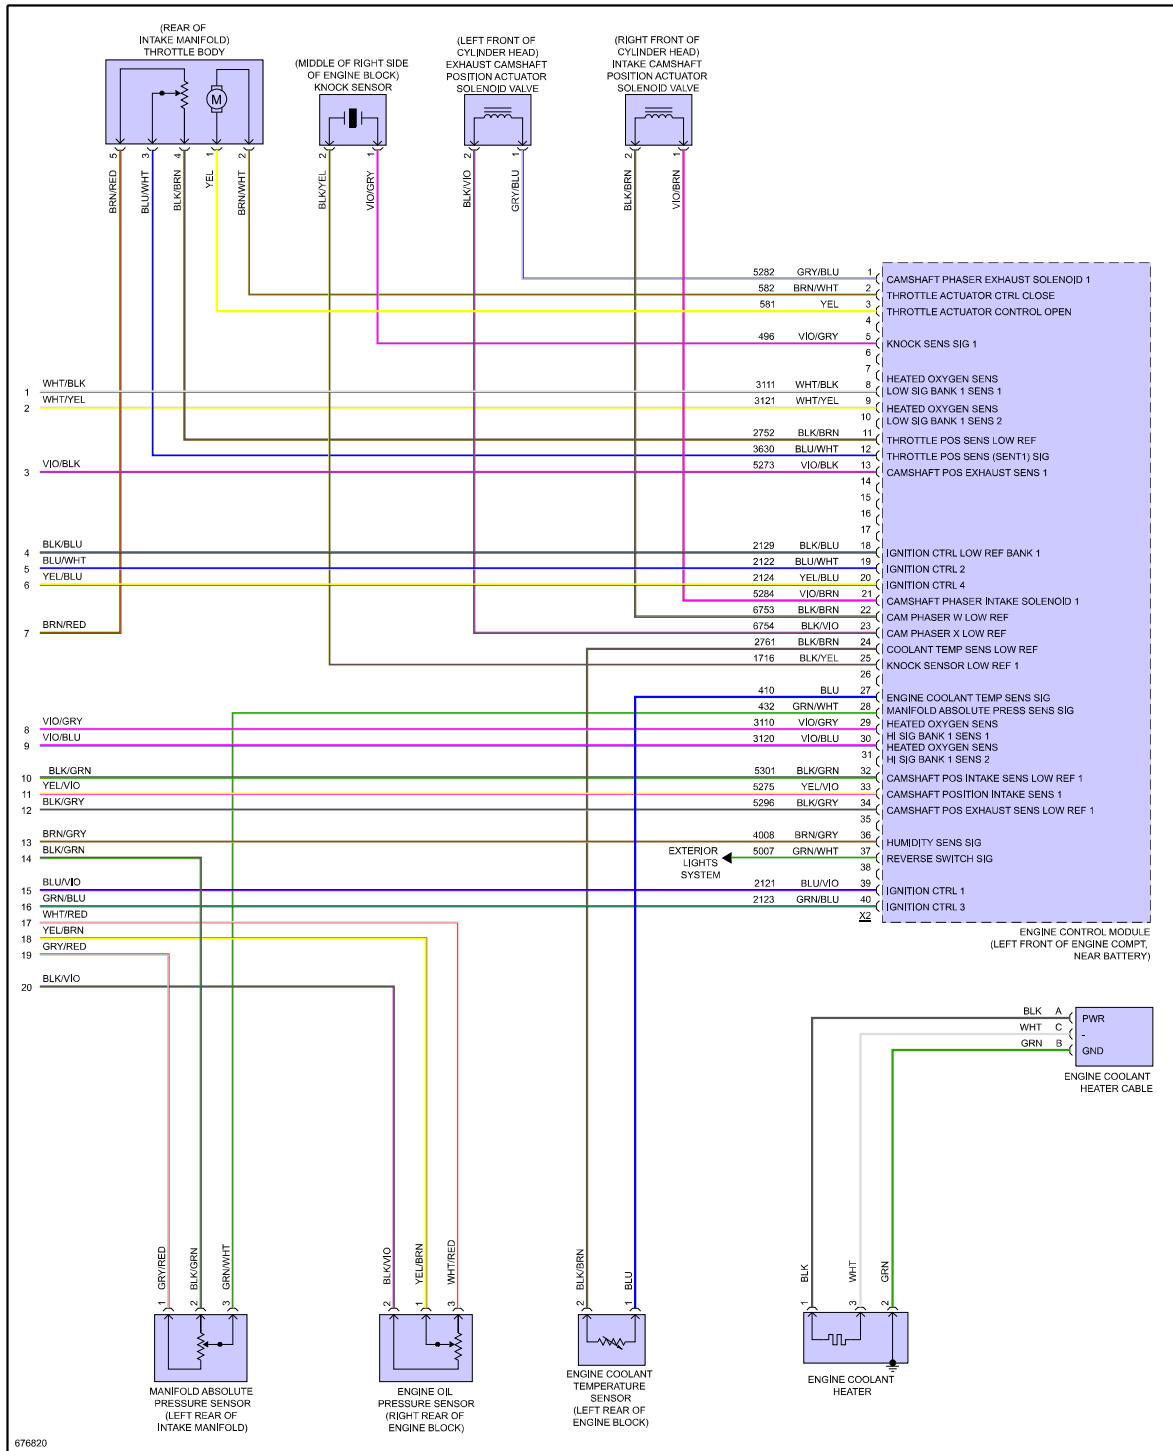 (REAR OF
INTAKE MANIFOLD)
THROTTLE BODY
(MIDDLE OF RIGHT SIDE
OF ENGINE BLOCK)
KNOCK SENSOR
(LEFT FRONT OF
CYLINDER HEAD)
EXHAUST CAMSHAFT
POSITION ACTUATOR
SOLENOID VALVE
(RIGHT FRONT OF
CYLINDER HEAD)
INTAKE CAMSHAFT
POSITION ACTUATOR
SOLENOID VALVE
M
5 3 4 1 2
2 1
2 1
2 1
BRN/RED
BLU/WHT
BLK/BRN
YEL
BRN/WHT
BLK/YEL
VIO/GRY
BLK/VIO
GRY/BLU
BLK/BRN
VIO/BRN
5282 GRY/BLU 1 CAMSHAFT PHASER EXHAUST SOLENOID 1
582 BRN/WHT 2 THROTTLE ACTUATOR CTRL CLOSE
581 YEL 3 THROTTLE ACTUATOR CONTROL OPEN
4
496 VIO/GRY 5 KNOCK SENS SIG 1
6
7
HEATED OXYGEN SENS
1 WHT/BLK 3111 WHT/BLK 8 LOW SIG BANK 1 SENS 1
2 WHT/YEL 3121 WHT/YEL 9 HEATED OXYGEN SENS
10 LOW SIG BANK 1 SENS 2
2752 BLK/BRN 11 THROTTLE POS SENS LOW REF
3630 BLU/WHT 12 THROTTLE POS SENS (SENT1) SIG
3 VIO/BLK 5273 VIO/BLK 13 CAMSHAFT POS EXHAUST SENS 1
14
15
16
17
4 BLK/BLU 2129 BLK/BLU 18 IGNITION CTRL LOW REF BANK 1
5 BLU/WHT 2122 BLU/WHT 19 IGNITION CTRL 2
6 YEL/BLU 2124 YEL/BLU 20 IGNITION CTRL 4
5284 VIO/BRN 21 CAMSHAFT PHASER INTAKE SOLENOID 1
6753 BLK/BRN 22 CAM PHASER W LOW REF
7 BRN/RED 6754 BLK/VIO 23 CAM PHASER X LOW REF
2761 BLK/BRN 24 COOLANT TEMP SENS LOW REF
1716 BLK/YEL 25 KNOCK SENSOR LOW REF 1
26
410 BLU 27 ENGINE COOLANT TEMP SENS SIG
432 GRN/WHT 28 MANIFOLD ABSOLUTE PRESS SENS SIG
8 VIO/GRY 3110 VIO/GRY 29 HEATED OXYGEN SENS
HI SIG BANK 1 SENS 1
9 VIO/BLU 3120 VIO/BLU 30 HEATED OXYGEN SENS
31 HI SIG BANK 1 SENS 2
10 BLK/GRN 5301 BLK/GRN 32 CAMSHAFT POS INTAKE SENS LOW REF 1
11 YEL/VIO 5275 YEL/VIO 33 CAMSHAFT POSITION INTAKE SENS 1
12 BLK/GRY 5296 BLK/GRY 34 CAMSHAFT POS EXHAUST SENS LOW REF 1
35
13 BRN/GRY 4008 BRN/GRY 36 HUMIDITY SENS SIG
14 BLK/GRN 5007 GRN/WHT 37 REVERSE SWITCH SIG
EXTERIOR
LIGHTS
SYSTEM
38
15 BLU/VIO 2121 BLU/VIO 39 IGNITION CTRL 1
16 GRN/BLU 2123 GRN/BLU 40 IGNITION CTRL 3
17 WHT/RED
X2
18 YEL/BRN
19 GRY/RED
20 BLK/VIO
ENGINE CONTROL MODULE
(LEFT FRONT OF ENGINE COMPT,
NEAR BATTERY)
BLK A PWR
WHT C -
GRN B GND
ENGINE COOLANT
HEATER CABLE
GRY/RED
BLK/GRN
GRN/WHT
BLK/VIO
YEL/BRN
WHT/RED
BLK/BRN
BLU
BLK
WHT
GRN
1 2 3
2 1 3
2 1
1 3 2
MANIFOLD ABSOLUTE
PRESSURE SENSOR
(LEFT REAR OF
INTAKE MANIFOLD)
ENGINE OIL
PRESSURE SENSOR
(RIGHT REAR OF
ENGINE BLOCK)
ENGINE COOLANT
TEMPERATURE
SENSOR
(LEFT REAR OF
ENGINE BLOCK)
ENGINE COOLANT
HEATER
676820